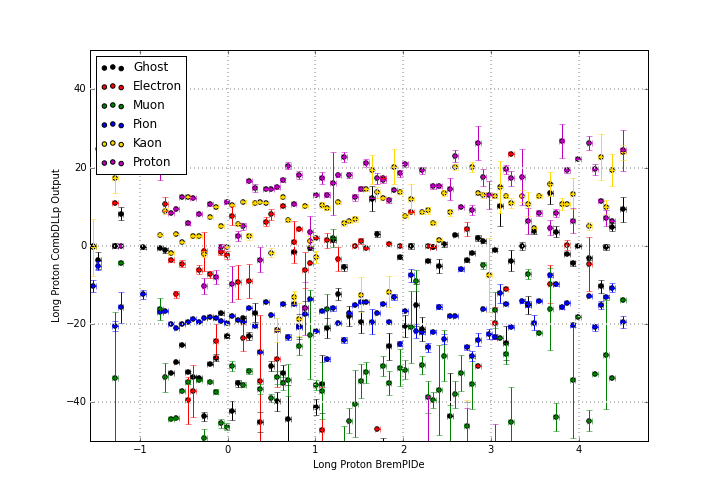 Ghost
Electron
Muon
Pion
Kaon
Proton
40
20
0
−20
−40
Long Proton CombDLLp Output
−1
0
1
2
3
4
Long Proton BremPIDe